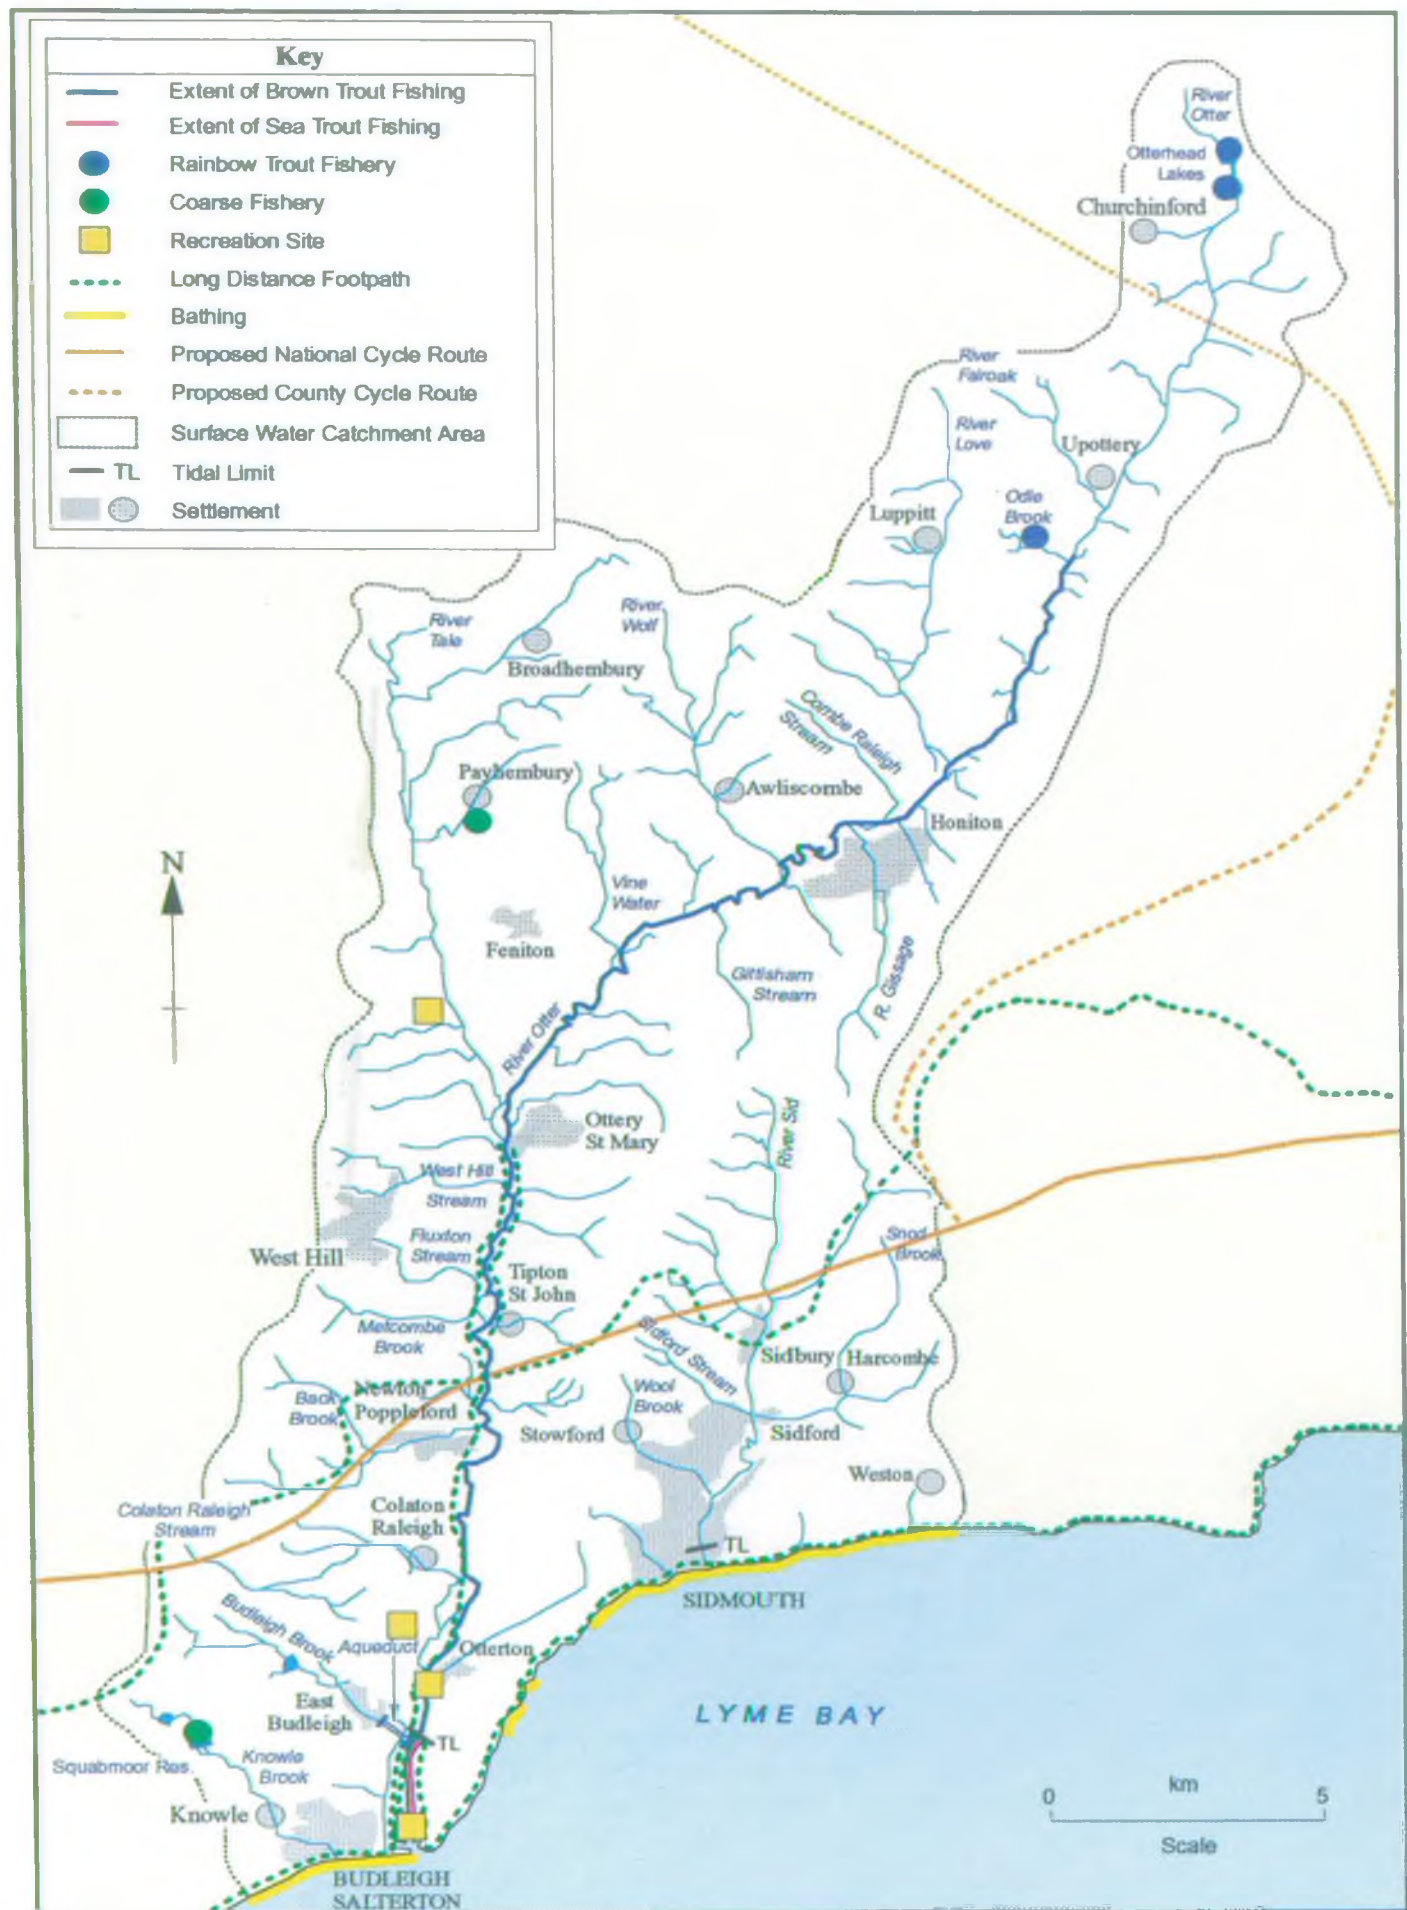 Key
Extent of Brown Trout Fishing
Extent of Sea Trout Fishing
Rainbow Trout Fishery
Coarse Fishery
Recreation Site
Long Distance Footpath
Bathing
Proposed National Cycle Route
Proposed County Cycle Route
Surface Water Catchment Area
TL Tidal Limit
Settlement
River
Otter
Otterhead
Lakes
Churchinford
River
Fairoak
River
Love
Upottery
Odle
Brook
Luppitt
River
Tale
River
Wolf
Broadhembury
Combe Raleigh
Stream
Payhembury
Awliscombe
Honiton
N
Vine
Water
Feniton
Gittisham
Stream
R. Gissage
River Otter
Ottery
St Mary
River Sid
West Hill
Stream
Fluxton
Stream
West Hill
Snod
Brook
Tipton
St John
Metcombe
Brook
Sidford Stream
Sidbury
Harcombe
Back
Brook
Newton
Poppleford
Wool
Brook
Stowford
Sidford
Weston
Colaton Raleigh
Stream
Colaton
Raleigh
TL
SIDMOUTH
Budleigh Brook
Aqueduct
Otterton
East
Budleigh
LYME BAY
TL
Squabmoor Res.
Knowle
Brook
Knowle
km
0 5
Scale
BUDLEIGH
SALTERTON